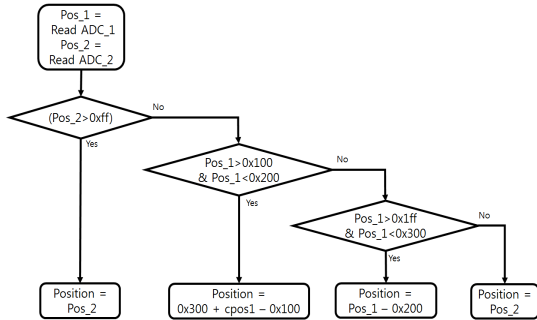 Pos_1 =
Read ADC_1
Pos_2 =
Read ADC_2
(Pos_2>0xff)
No
Yes
Pos_1>0x100
& Pos_1<0x200
No
Yes
Pos_1>0x1ff
& Pos_1<0x300
No
Yes
Position =
Pos_2
Position =
0x300 + cpos1 – 0x100
Position =
Pos_1 – 0x200
Position =
Pos_2